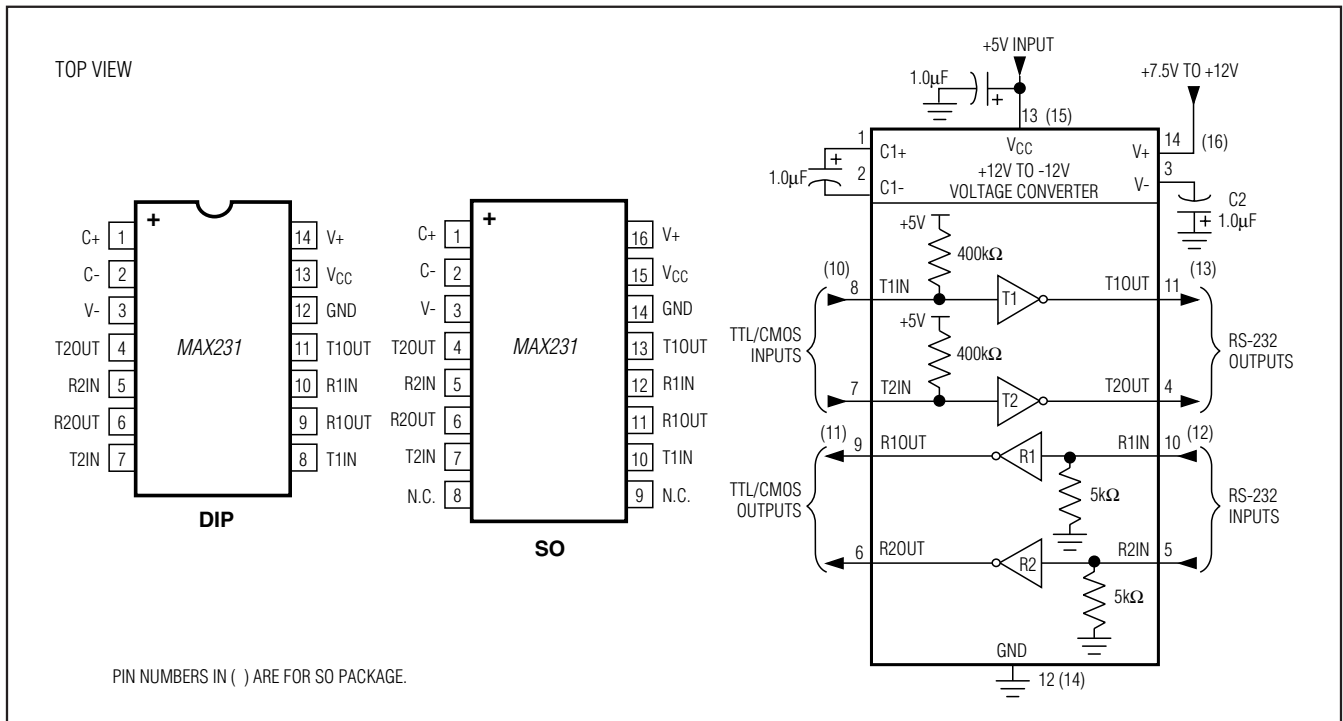 TOP VIEW
+
MAX231
C+ 1
C- 2
V- 3
T2OUT 4
R2IN 5
R2OUT 6
T2IN 7
14 V+
13 VCC
12 GND
11 T1OUT
10 R1IN
9 R1OUT
8 T1IN
DIP
+
MAX231
C+ 1
C- 2
V- 3
T2OUT 4
R2IN 5
R2OUT 6
T2IN 7
N.C. 8
16 V+
15 VCC
14 GND
13 T1OUT
12 R1IN
11 R1OUT
10 T1IN
9 N.C.
SO
+5V INPUT
1.0μF
+
+7.5V TO +12V
13 (15)
VCC
1
C1+
+
1.0μF
2
C1-
+12V TO -12V
VOLTAGE CONVERTER
14 (16)
V+
3
V-
C2
1.0μF
+
+5V
400kΩ
(10)
8 T1IN
T1
T1OUT 11
(13)
+5V
400kΩ
TTL/CMOS
INPUTS
7 T2IN
T2
T2OUT 4
RS-232
OUTPUTS
(11)
9 R1OUT
R1
R1IN 10
(12)
5kΩ
TTL/CMOS
OUTPUTS
6 R2OUT
R2
R2IN 5
5kΩ
RS-232
INPUTS
GND
12 (14)
PIN NUMBERS IN ( ) ARE FOR SO PACKAGE.